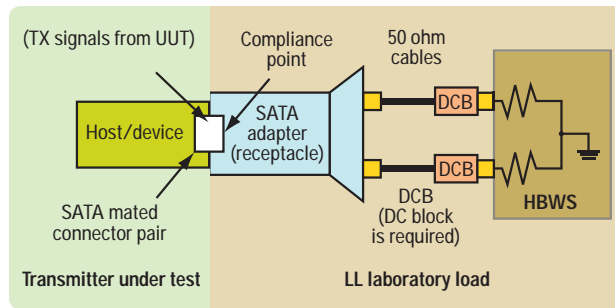 (TX signals from UUT)
Compliance
point
50 ohm
cables
Host/device
SATA
adapter
(receptacle)
DCB
DCB
HBWS
SATA mated
connector pair
DCB
(DC block
is required)
Transmitter under test
LL laboratory load